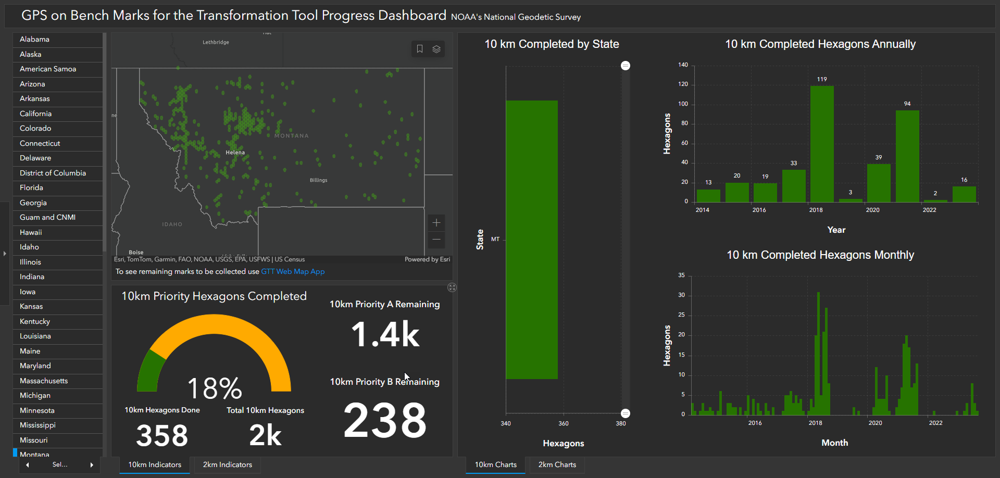 GPS on Bench Marks for the Transformation Tool Progress Dashboard NOAA's National Geodetic Survey
Alabama
Alaska
American Samoa
Arizona
Arkansas
California
Colorado
Connecticut
Delaware
District of Columbia
Florida
Georgia
Guam and CNMI
Hawaii
Idaho
Illinois
Indiana
Iowa
Kansas
Kentucky
Louisiana
Maine
Maryland
Massachusetts
Michigan
Minnesota
Mississippi
Missouri
Montana
Sel...
Lethbridge
ne
MONTANA
Helena
Billings
IDAHO
Boise
Esri, TomTom, Garmin, FAO, NOAA, USGS, EPA, USFWS | US Census
Powered by Esri
To see remaining marks to be collected use GTT Web Map App
10km Priority Hexagons Completed
18%
10km Hexagons Done
358
Total 10km Hexagons
2k
10km Priority A Remaining
1.4k
10km Priority B Remaining
238
10km Indicators
2km Indicators
10 km Completed by State
State
MT
340
360
380
Hexagons
10 km Completed Hexagons Annually
Hexagons
140
120
100
80
60
40
20
0
13
20
19
33
119
3
39
94
2
16
2014
2016
2018
2020
2022
Year
10 km Completed Hexagons Monthly
Hexagons
35
30
25
20
15
10
5
0
2016
2018
2020
2022
Month
10km Charts
2km Charts